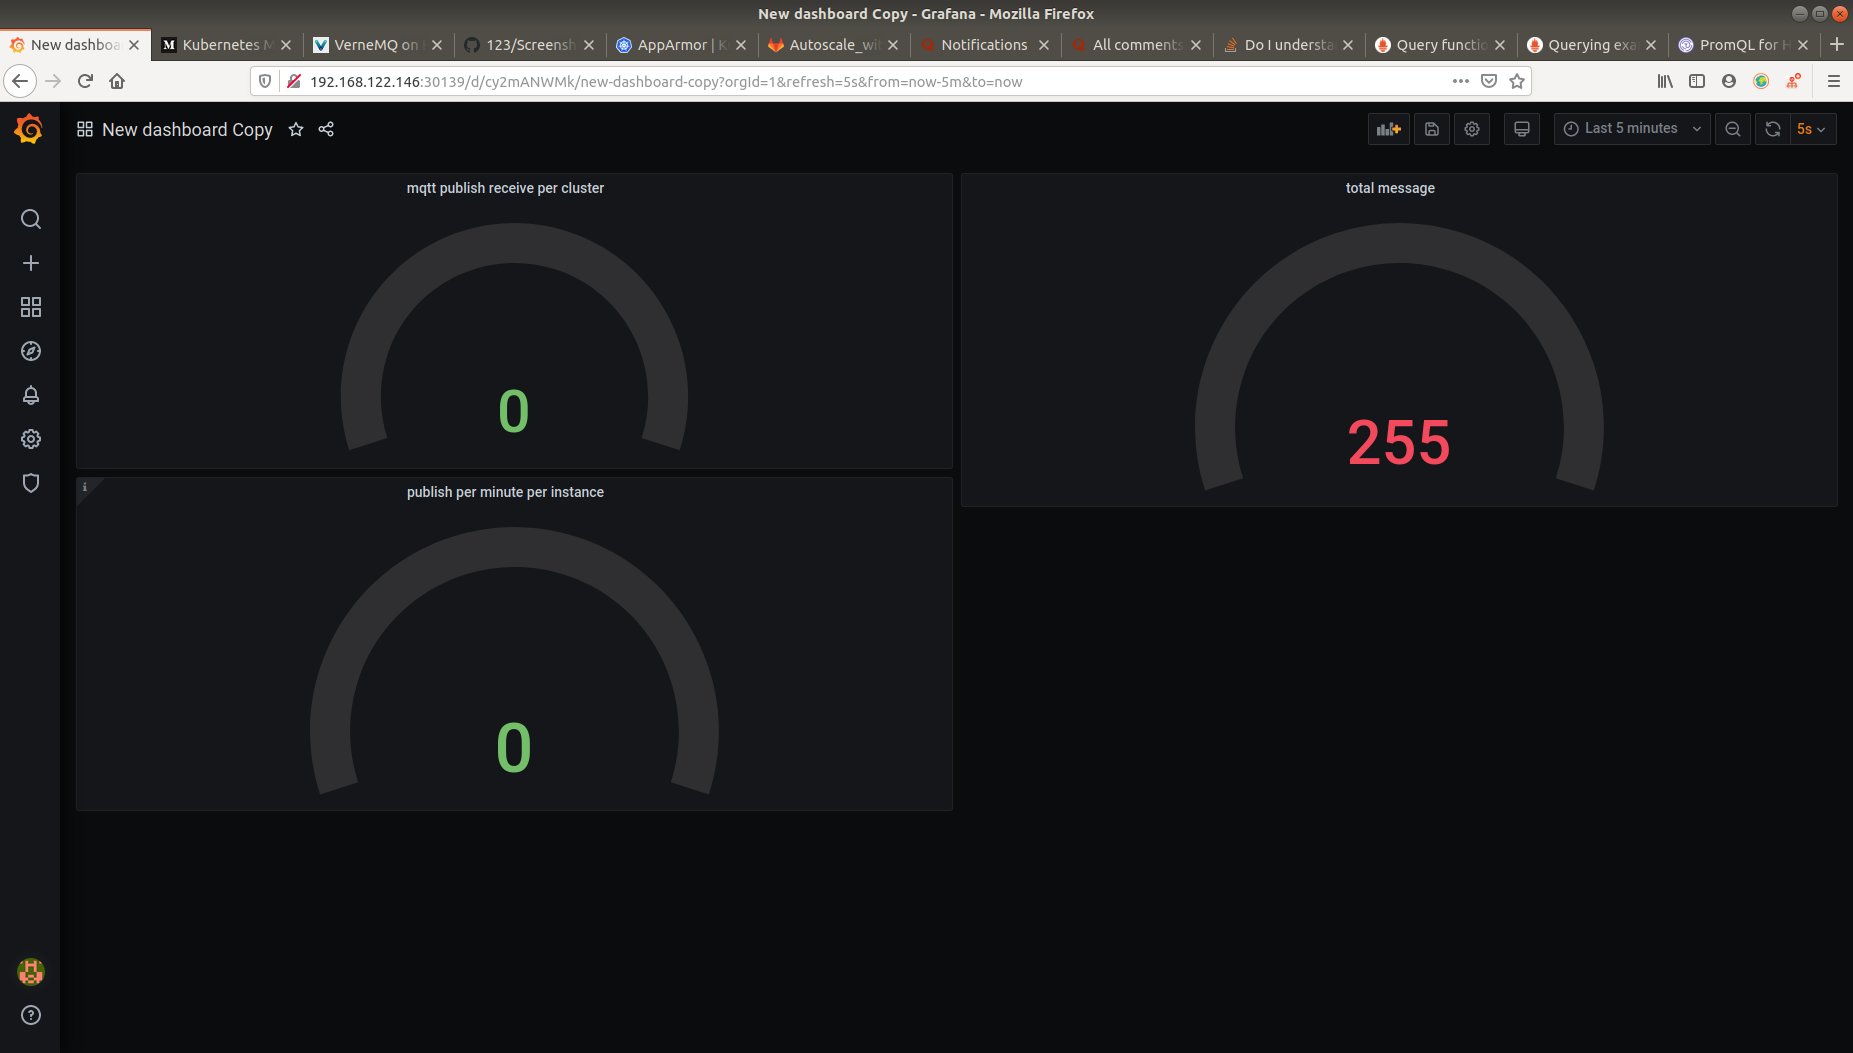 New dashboard Copy - Grafana - Mozilla Firefox
New dashboa
Kubernetes M
VerneMQ on
123/Screensh
AppArmor | K
Autoscale_wi
Notifications
All comments
Do I understa
Query functio
Querying exa
PromQL for H
192.168.122.146:30139/d/cy2mANWMk/new-dashboard-copy?orgId=1&refresh=5s&from=now-5m&to=now
New dashboard Copy
Last 5 minutes
5s
mqtt publish receive per cluster
0
total message
255
i
publish per minute per instance
0